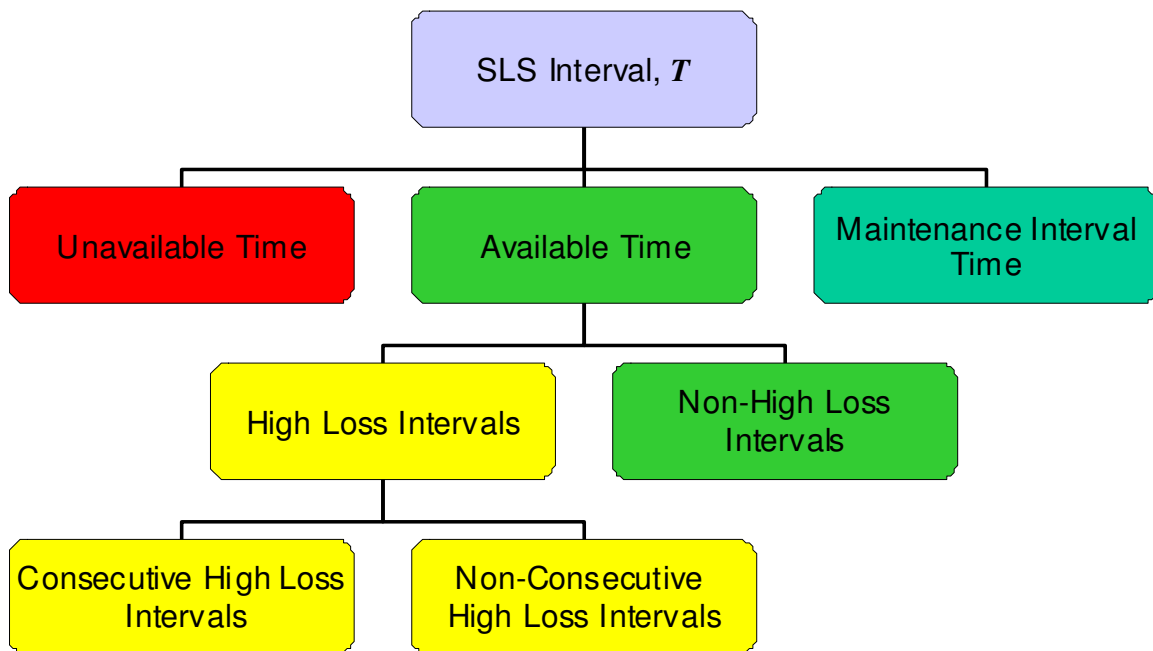 SLS Interval, T
Unavailable Time
Available Time
Maintenance Interval
Time
High Loss Intervals
Non-High Loss
Intervals
Consecutive High Loss
Intervals
Non-Consecutive
High Loss Intervals